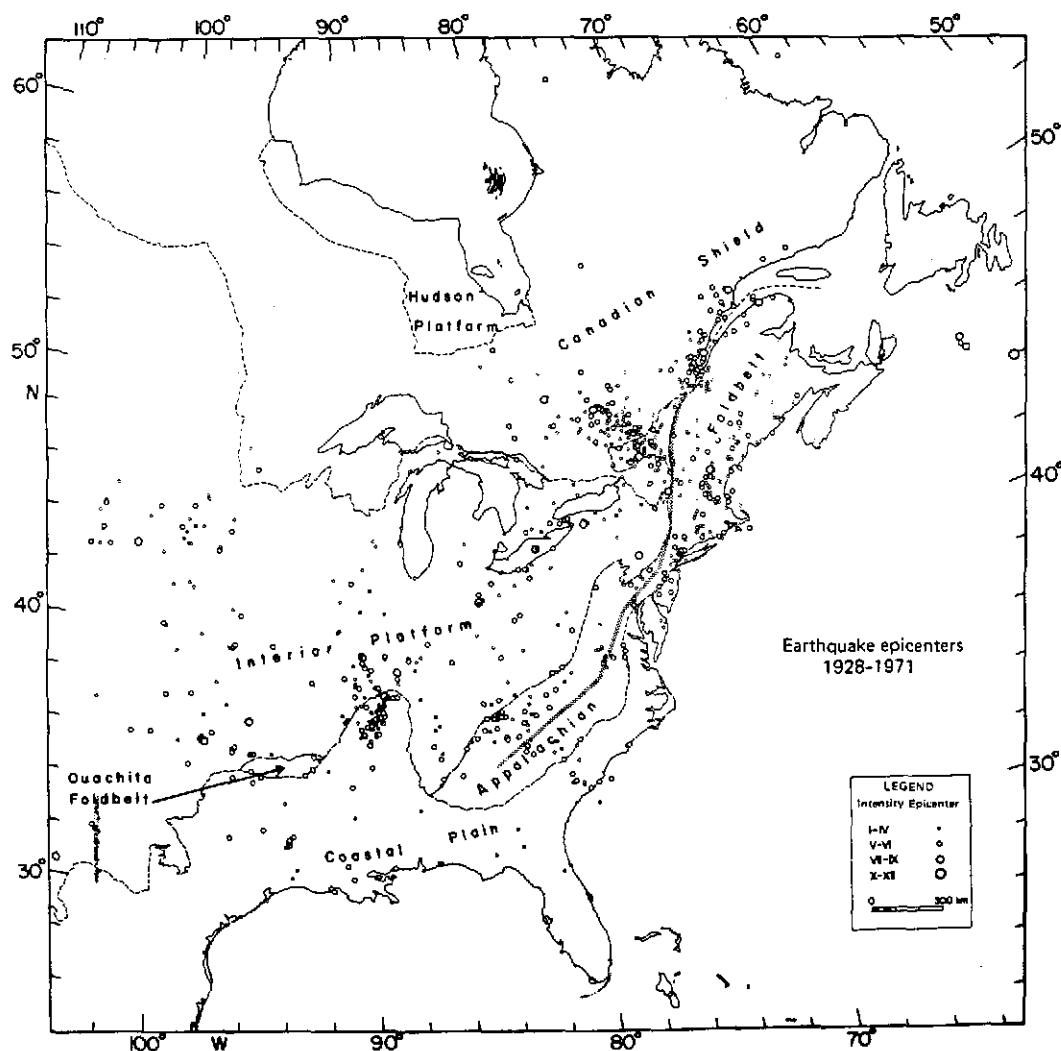 110° 100° 90° 80° 70° 60° 50°
60°
50°
Canadian Shield
Hudson
Platform
50°
N
Foldbelt
40°
40°
Interior Platform
Earthquake epicenters
1928-1971
Appalachian
30°
Ouachita
Foldbelt
LEGEND
Intensity Epicenter
I-IV
V-VI
VII-IX
X-XII
0 300 km
Coastal Plain
30°
100° W 90° 80° 70°